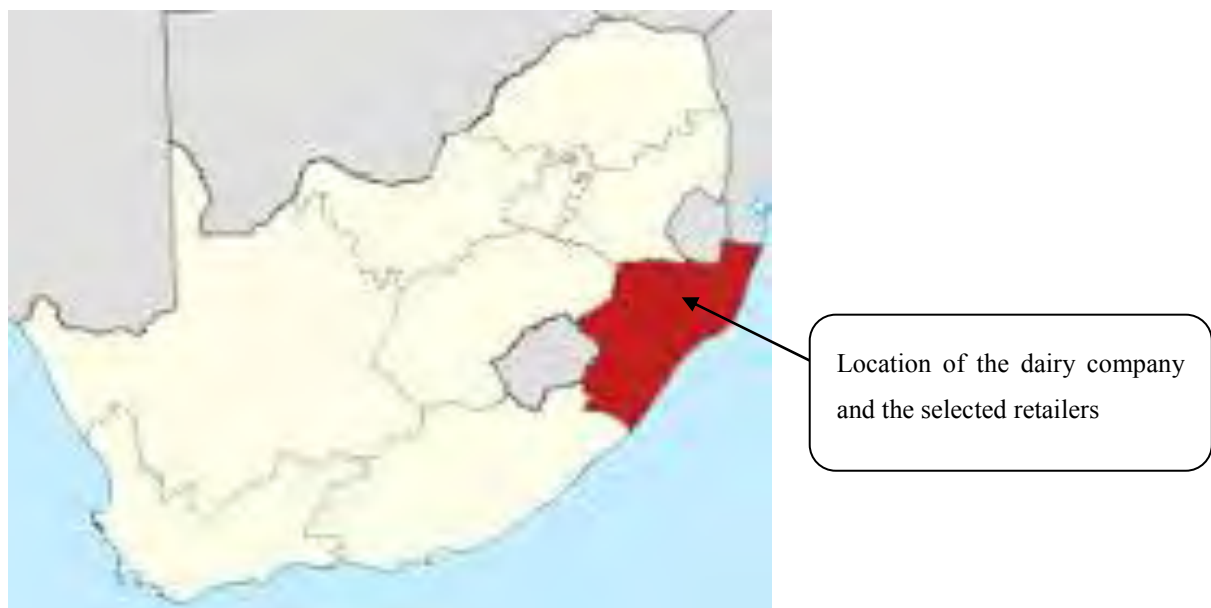 Location of the dairy company
and the selected retailers